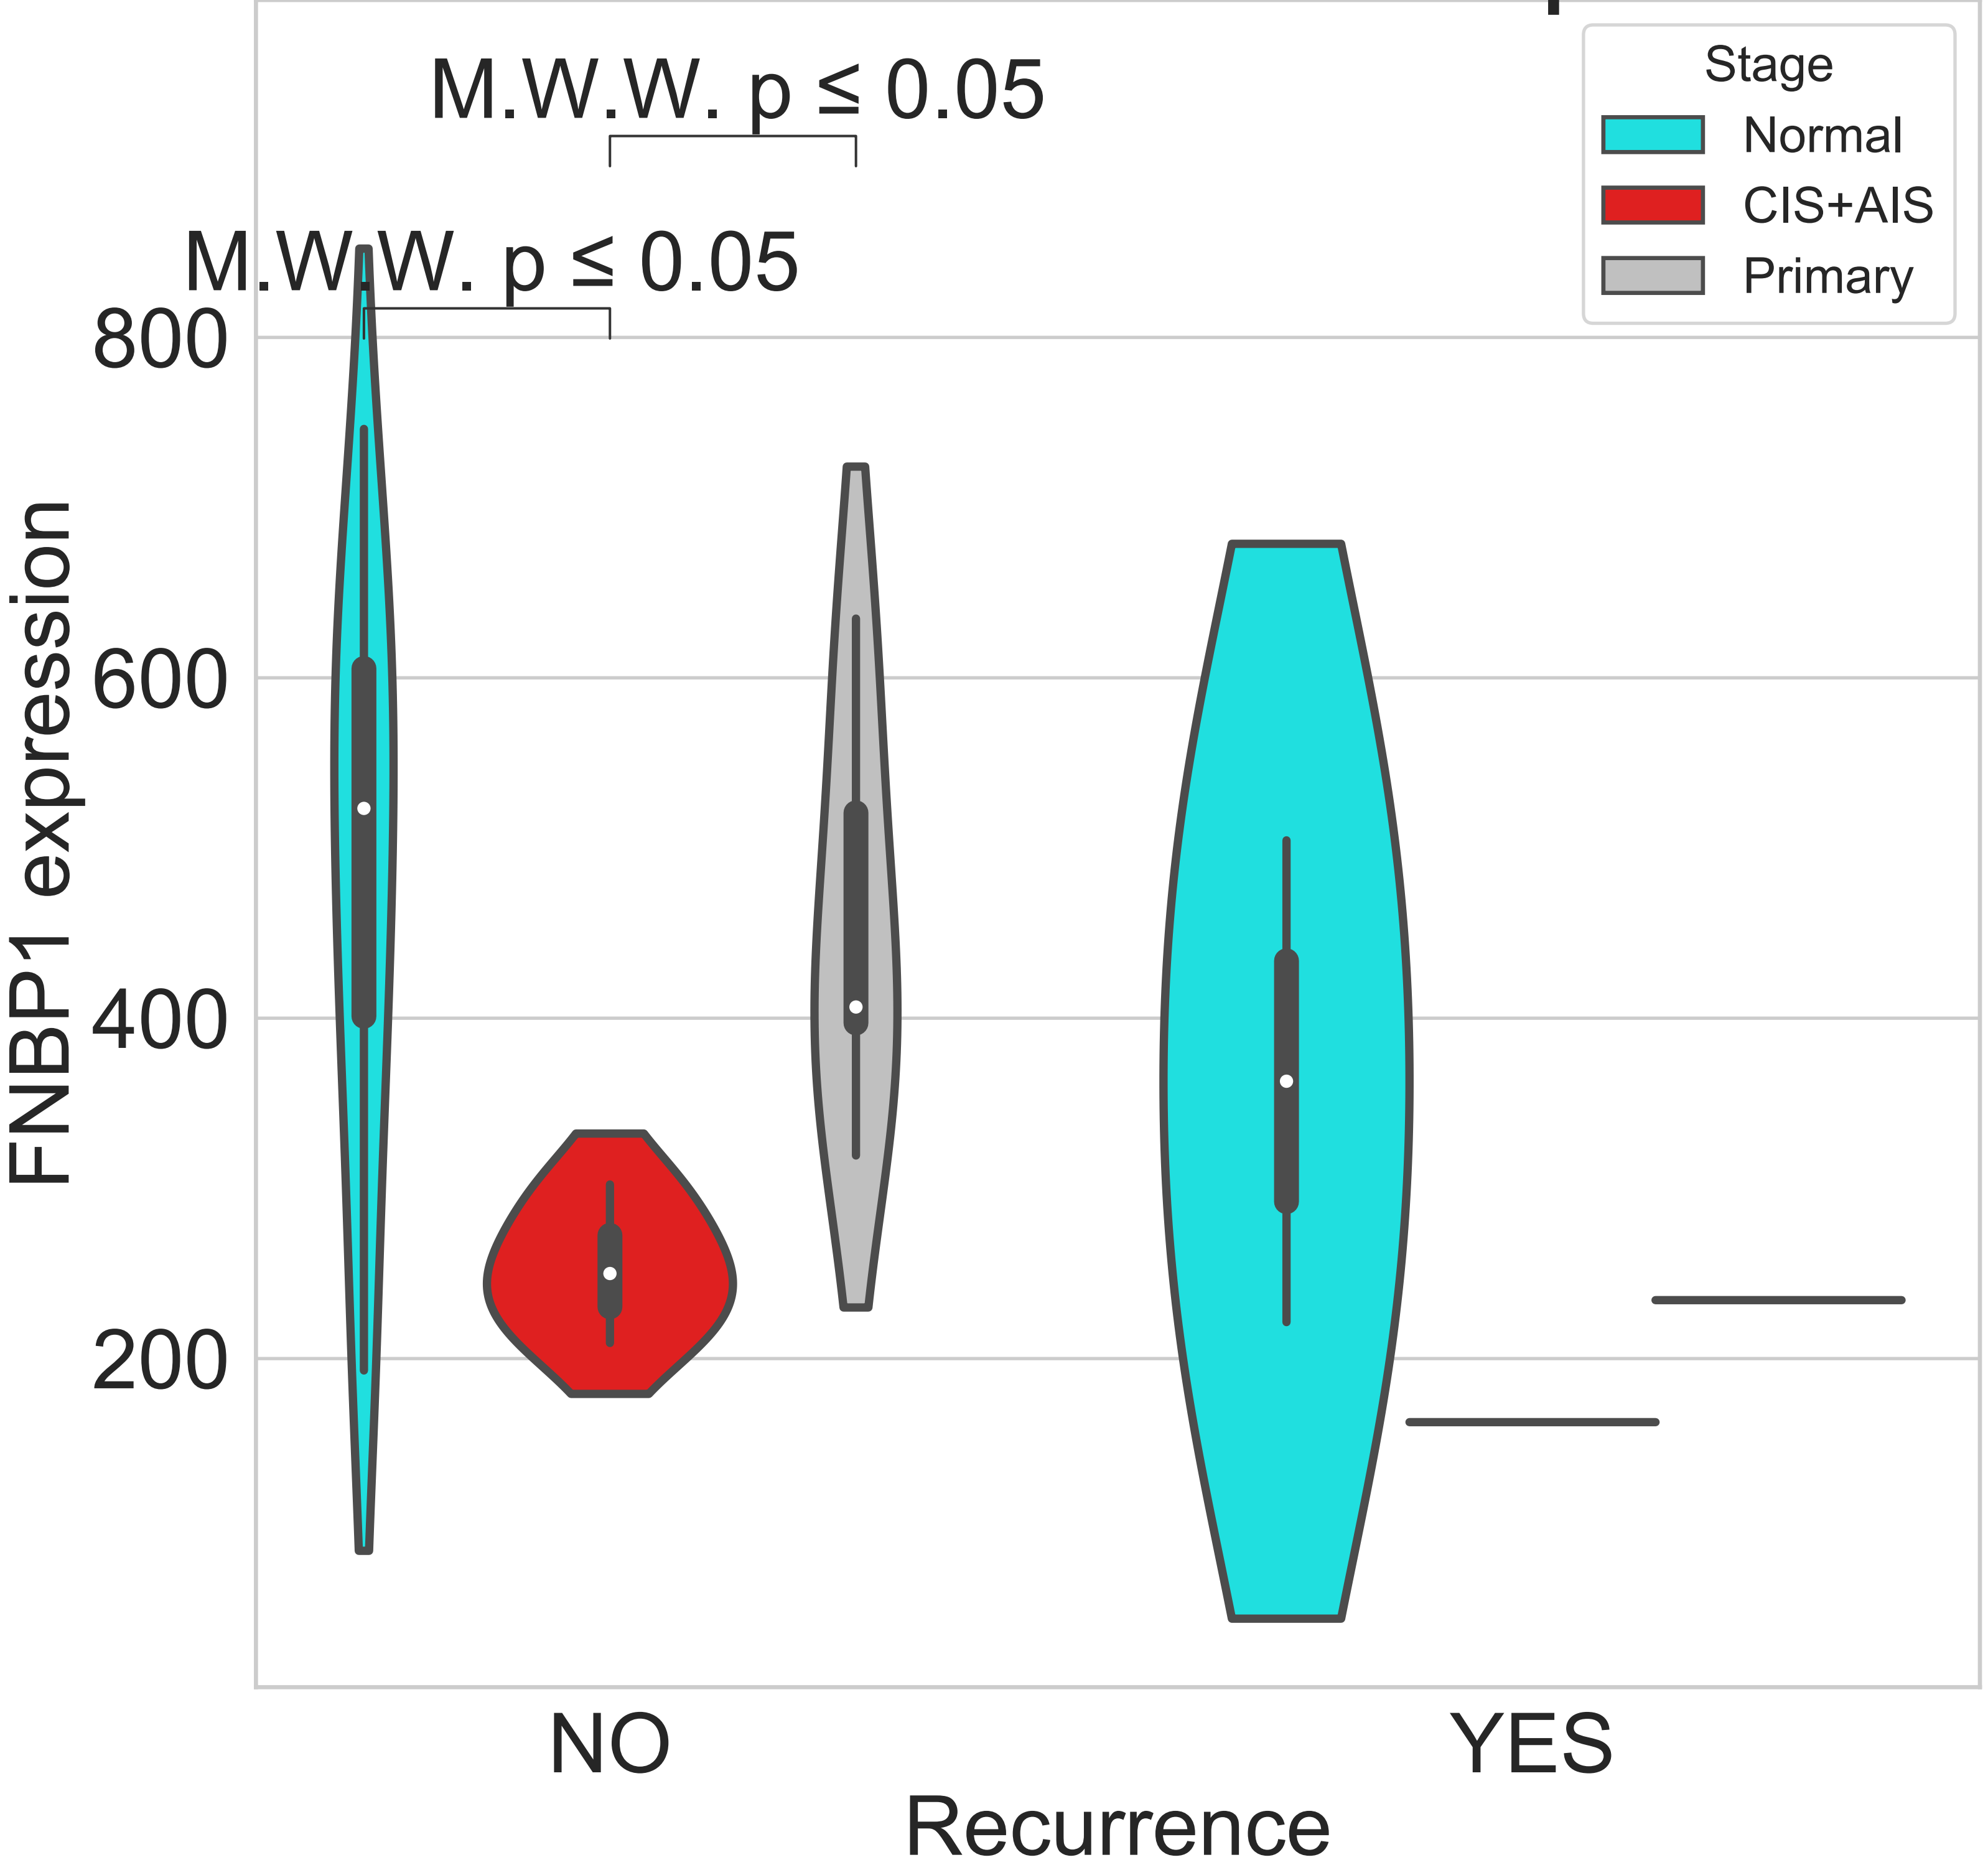 M.W.W. p ≤ 0.05
M.W.W. p ≤ 0.05
Stage
Normal
CIS+AIS
Primary
800
600
400
200
FNBP1 expression
NO
YES
Recurrence